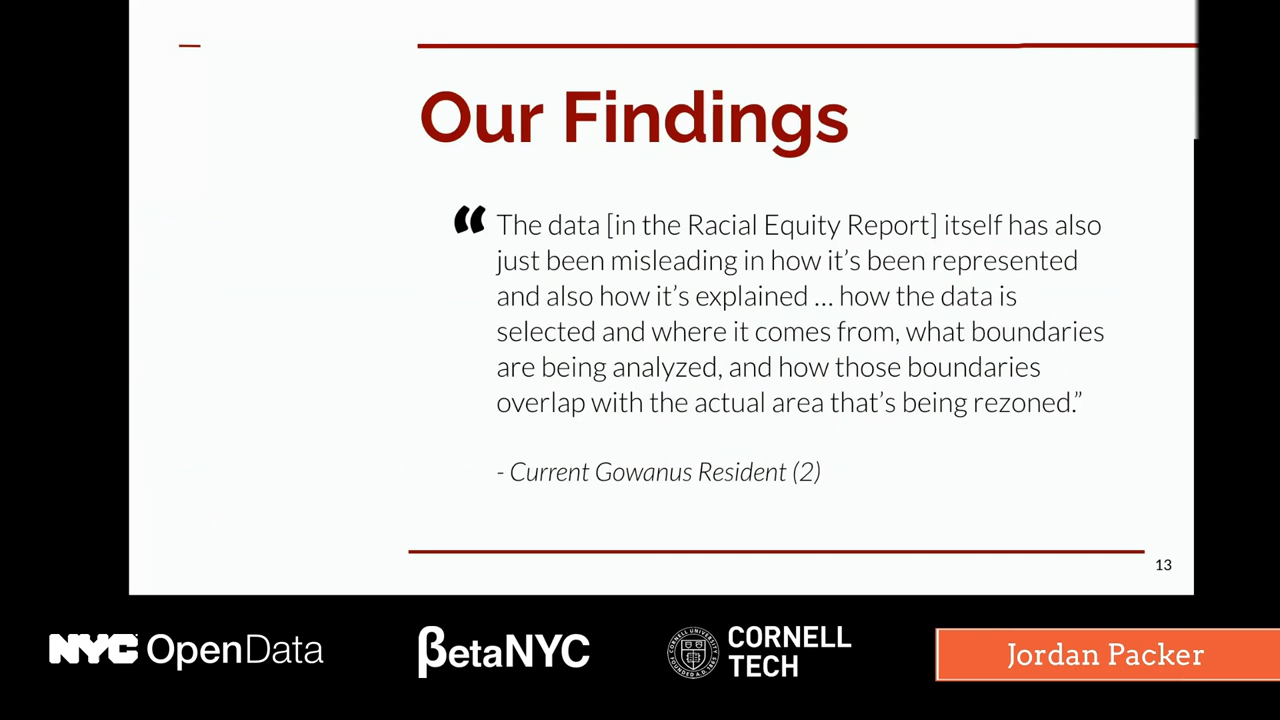 Our Findings
“ The data [in the Racial Equity Report] itself has also
just been misleading in how it’s been represented
and also how it’s explained ... how the data is
selected and where it comes from, what boundaries
are being analyzed, and how those boundaries
overlap with the actual area that’s being rezoned.”
- Current Gowanus Resident (2)
13
NYC OpenData
βetaNYC
CORNELL
TECH
Jordan Packer